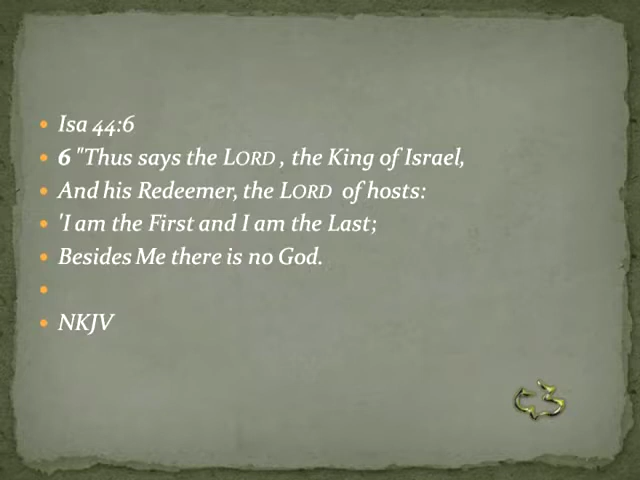 Isa 44:6
6 "Thus says the LORD , the King of Israel,
And his Redeemer, the LORD of hosts:
'I am the First and I am the Last;
Besides Me there is no God.
NKJV